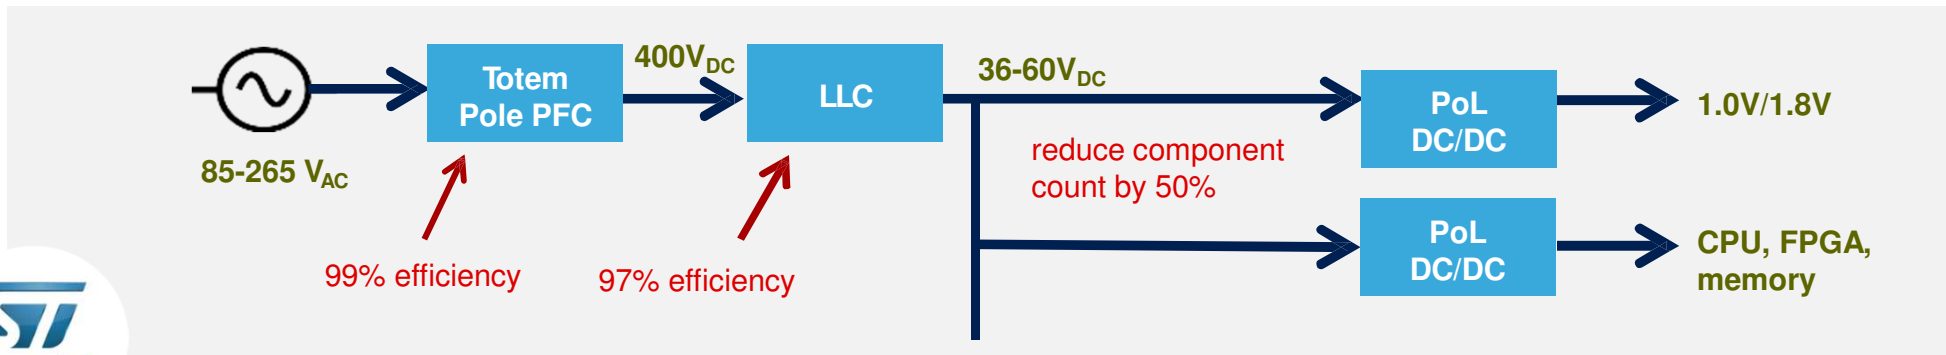 85-265 VAC
Totem
Pole PFC
99% efficiency
400VDC
LLC
97% efficiency
36-60VDC
reduce component
count by 50%
PoL
DC/DC
1.0V/1.8V
PoL
DC/DC
CPU, FPGA,
memory
ST